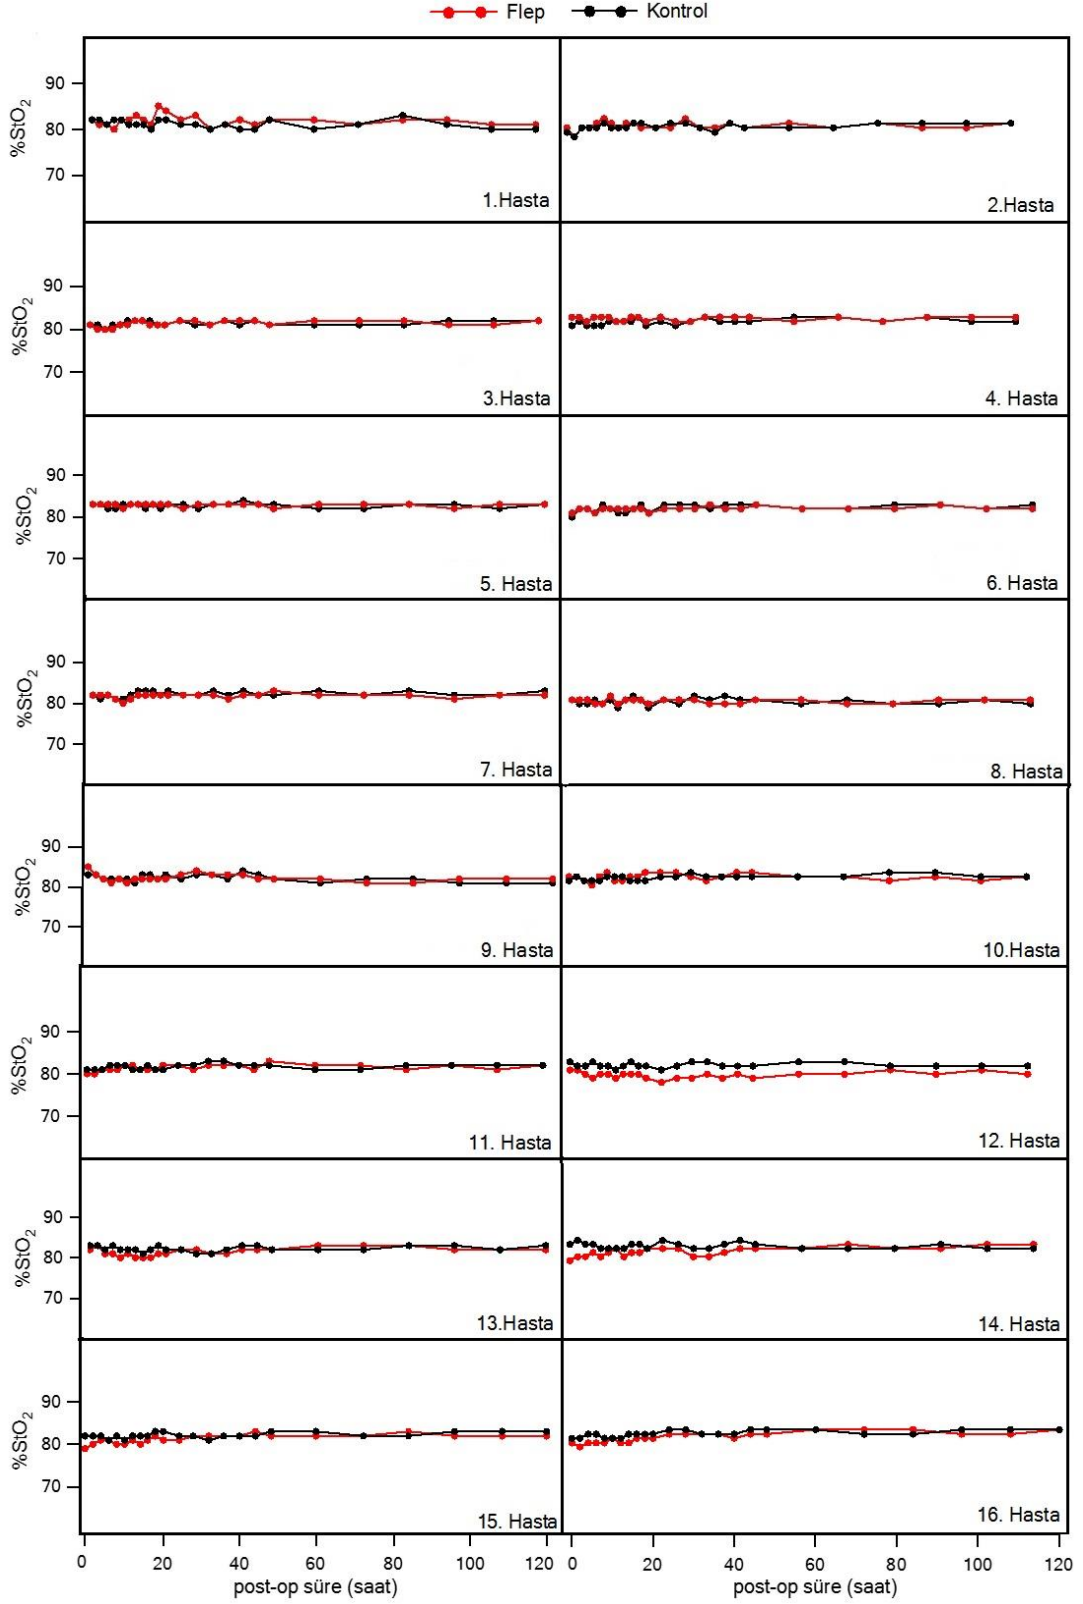 Flep Kontrol
%StO2
90
80
70
1.Hasta
2.Hasta
%StO2
90
80
70
3.Hasta
4. Hasta
%StO2
90
80
70
5. Hasta
6. Hasta
%StO2
90
80
70
7. Hasta
8. Hasta
%StO2
90
80
70
9. Hasta
10.Hasta
%StO2
90
80
70
11. Hasta
12. Hasta
%StO2
90
80
70
13.Hasta
14. Hasta
%StO2
90
80
70
15. Hasta
16. Hasta
0 20 40 60 80 100 120
0 20 40 60 80 100 120
post-op süre (saat)
post-op süre (saat)